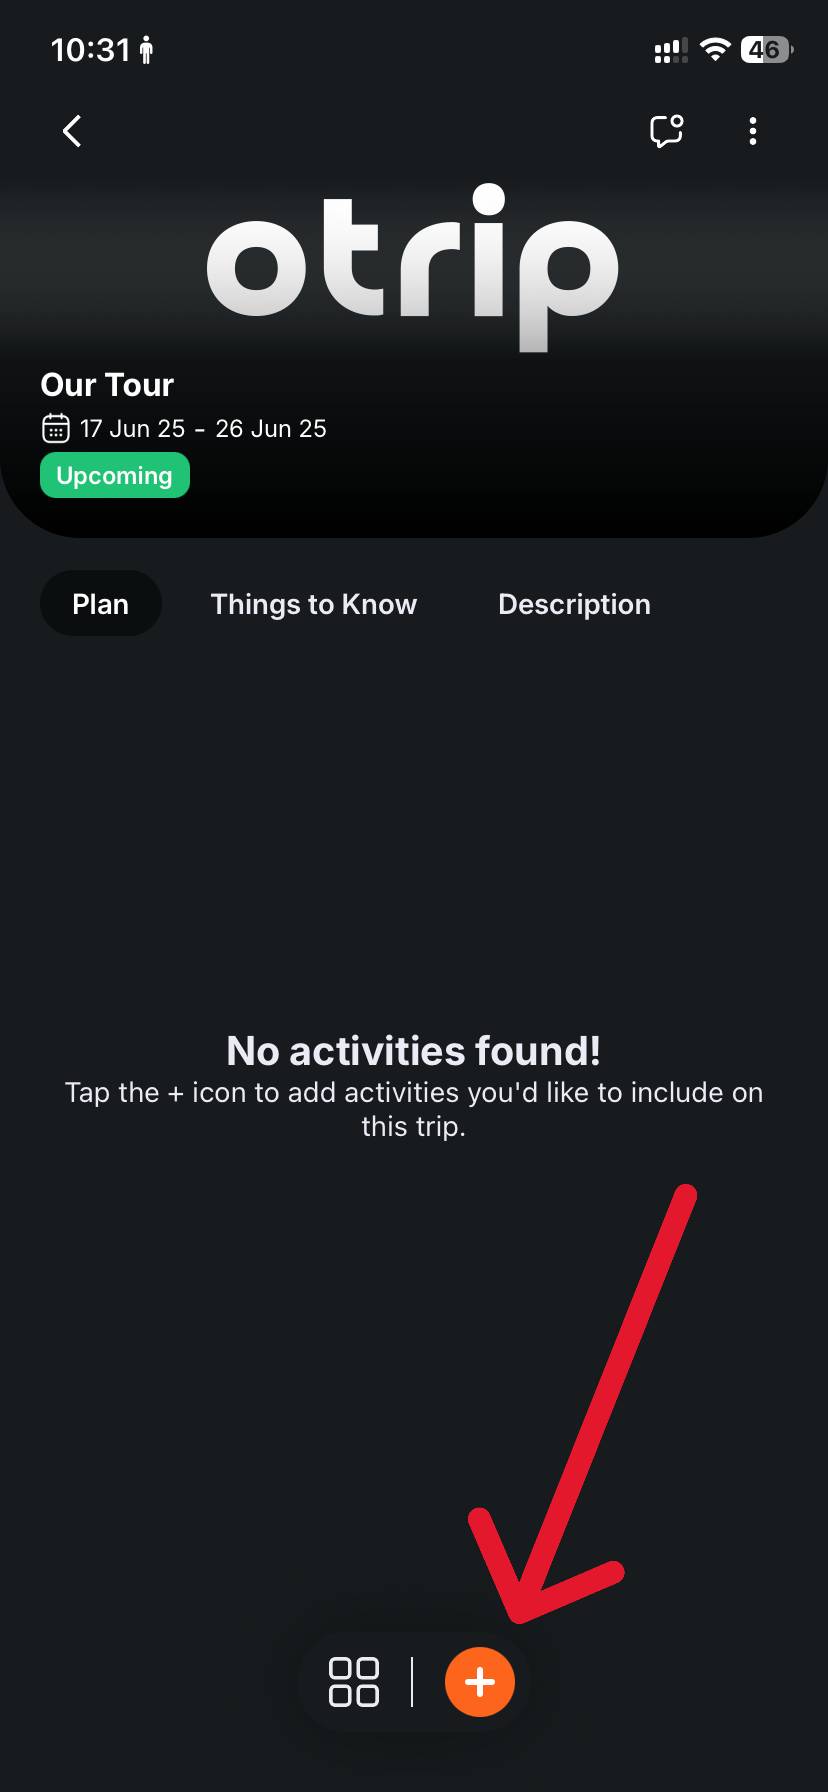 10:31
46
otrip
Our Tour
17 Jun 25 - 26 Jun 25
Upcoming
Plan
Things to Know
Description
No activities found!
Tap the + icon to add activities you'd like to include on
this trip.